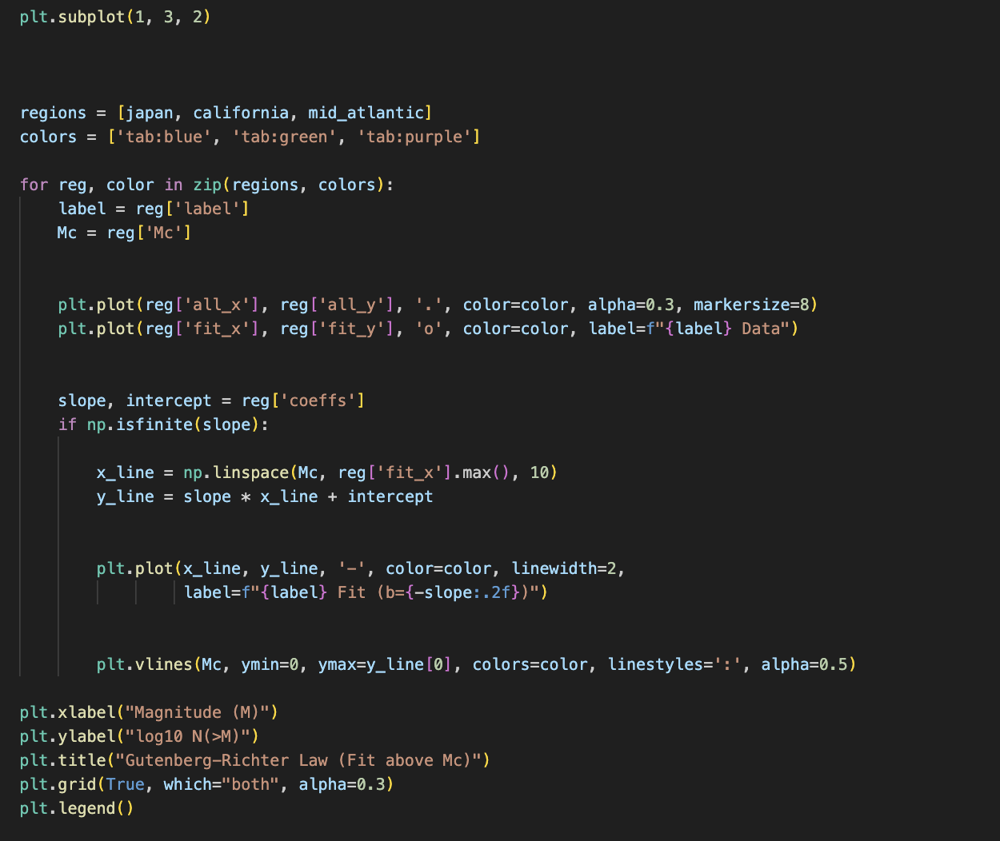 plt.subplot(1, 3, 2)
regions = [japan, california, mid_atlantic]
colors = ['tab:blue', 'tab:green', 'tab:purple']
for reg, color in zip(regions, colors):
    label = reg['label']
    Mc = reg['Mc']
    plt.plot(reg['all_x'], reg['all_y'], '.', color=color, alpha=0.3, markersize=8)
    plt.plot(reg['fit_x'], reg['fit_y'], 'o', color=color, label=f"{label} Data")
    slope, intercept = reg['coeffs']
    if np.isfinite(slope):
        x_line = np.linspace(Mc, reg['fit_x'].max(), 10)
        y_line = slope * x_line + intercept
        plt.plot(x_line, y_line, '-', color=color, linewidth=2,
                 label=f"{label} Fit (b={-slope:.2f})")
        plt.vlines(Mc, ymin=0, ymax=y_line[0], colors=color, linestyles=':', alpha=0.5)
plt.xlabel("Magnitude (M)")
plt.ylabel("log10 N(>M)")
plt.title("Gutenberg-Richter Law (Fit above Mc)")
plt.grid(True, which="both", alpha=0.3)
plt.legend()